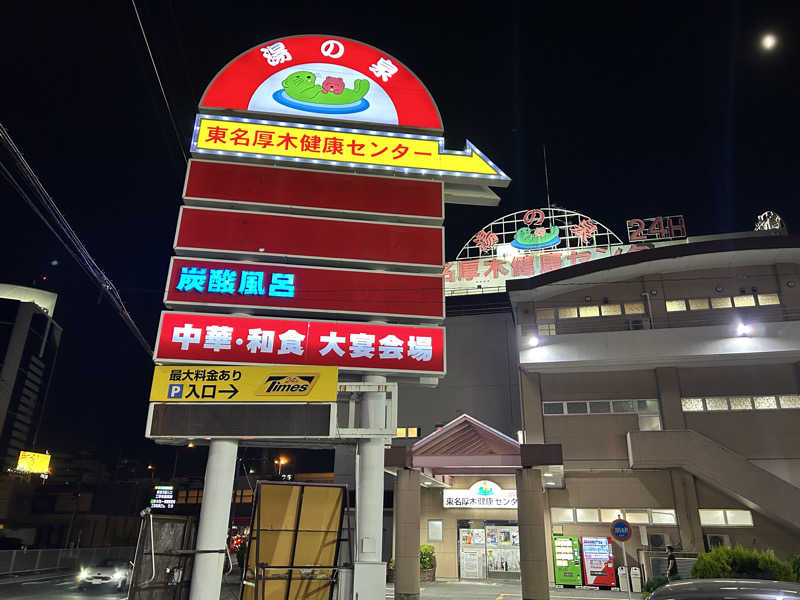 湯の泉
東名厚木健康センター
炭酸風呂
中華・和食 大宴会場
最大料金あり
P 入口→
24h Times
湯の泉
24H
名厚木健康センタ
東名厚木健康センター